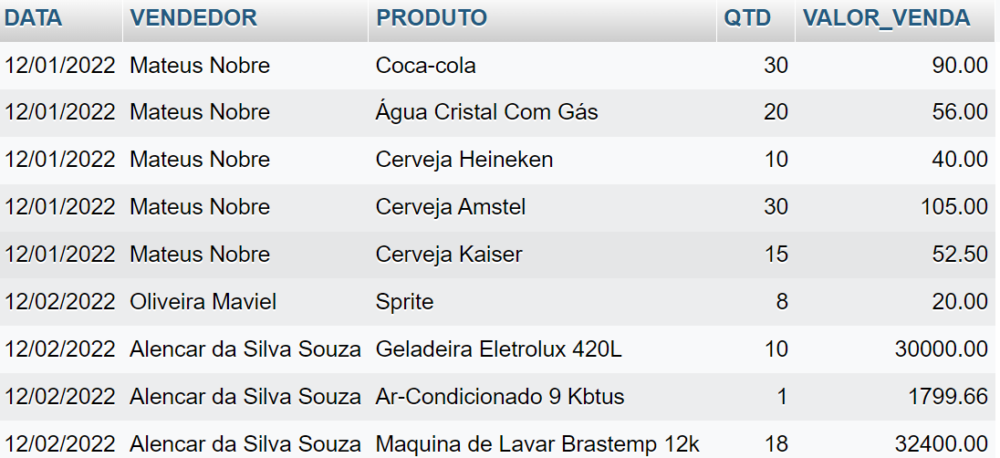 DATA VENDEDOR PRODUTO QTD VALOR_VENDA
12/01/2022 Mateus Nobre Coca-cola 30 90.00
12/01/2022 Mateus Nobre Água Cristal Com Gás 20 56.00
12/01/2022 Mateus Nobre Cerveja Heineken 10 40.00
12/01/2022 Mateus Nobre Cerveja Amstel 30 105.00
12/01/2022 Mateus Nobre Cerveja Kaiser 15 52.50
12/02/2022 Oliveira Maviel Sprite 8 20.00
12/02/2022 Alencar da Silva Souza Geladeira Eletrolux 420L 10 30000.00
12/02/2022 Alencar da Silva Souza Ar-Condicionado 9 Kbtus 1 1799.66
12/02/2022 Alencar da Silva Souza Maquina de Lavar Brastemp 12k 18 32400.00